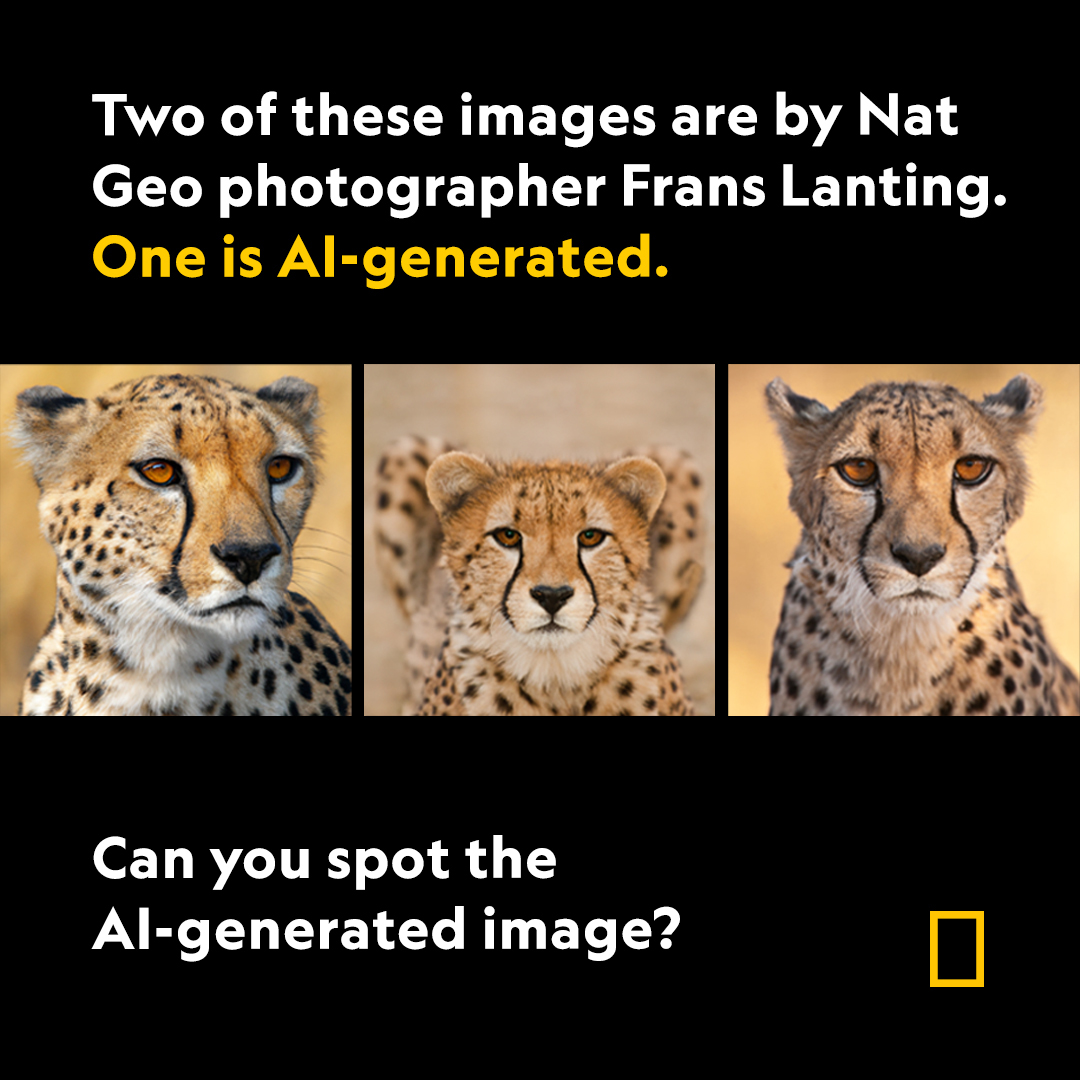 Two of these images are by Nat
Geo photographer Frans Lanting.
One is AI-generated.
Can you spot the
AI-generated image?